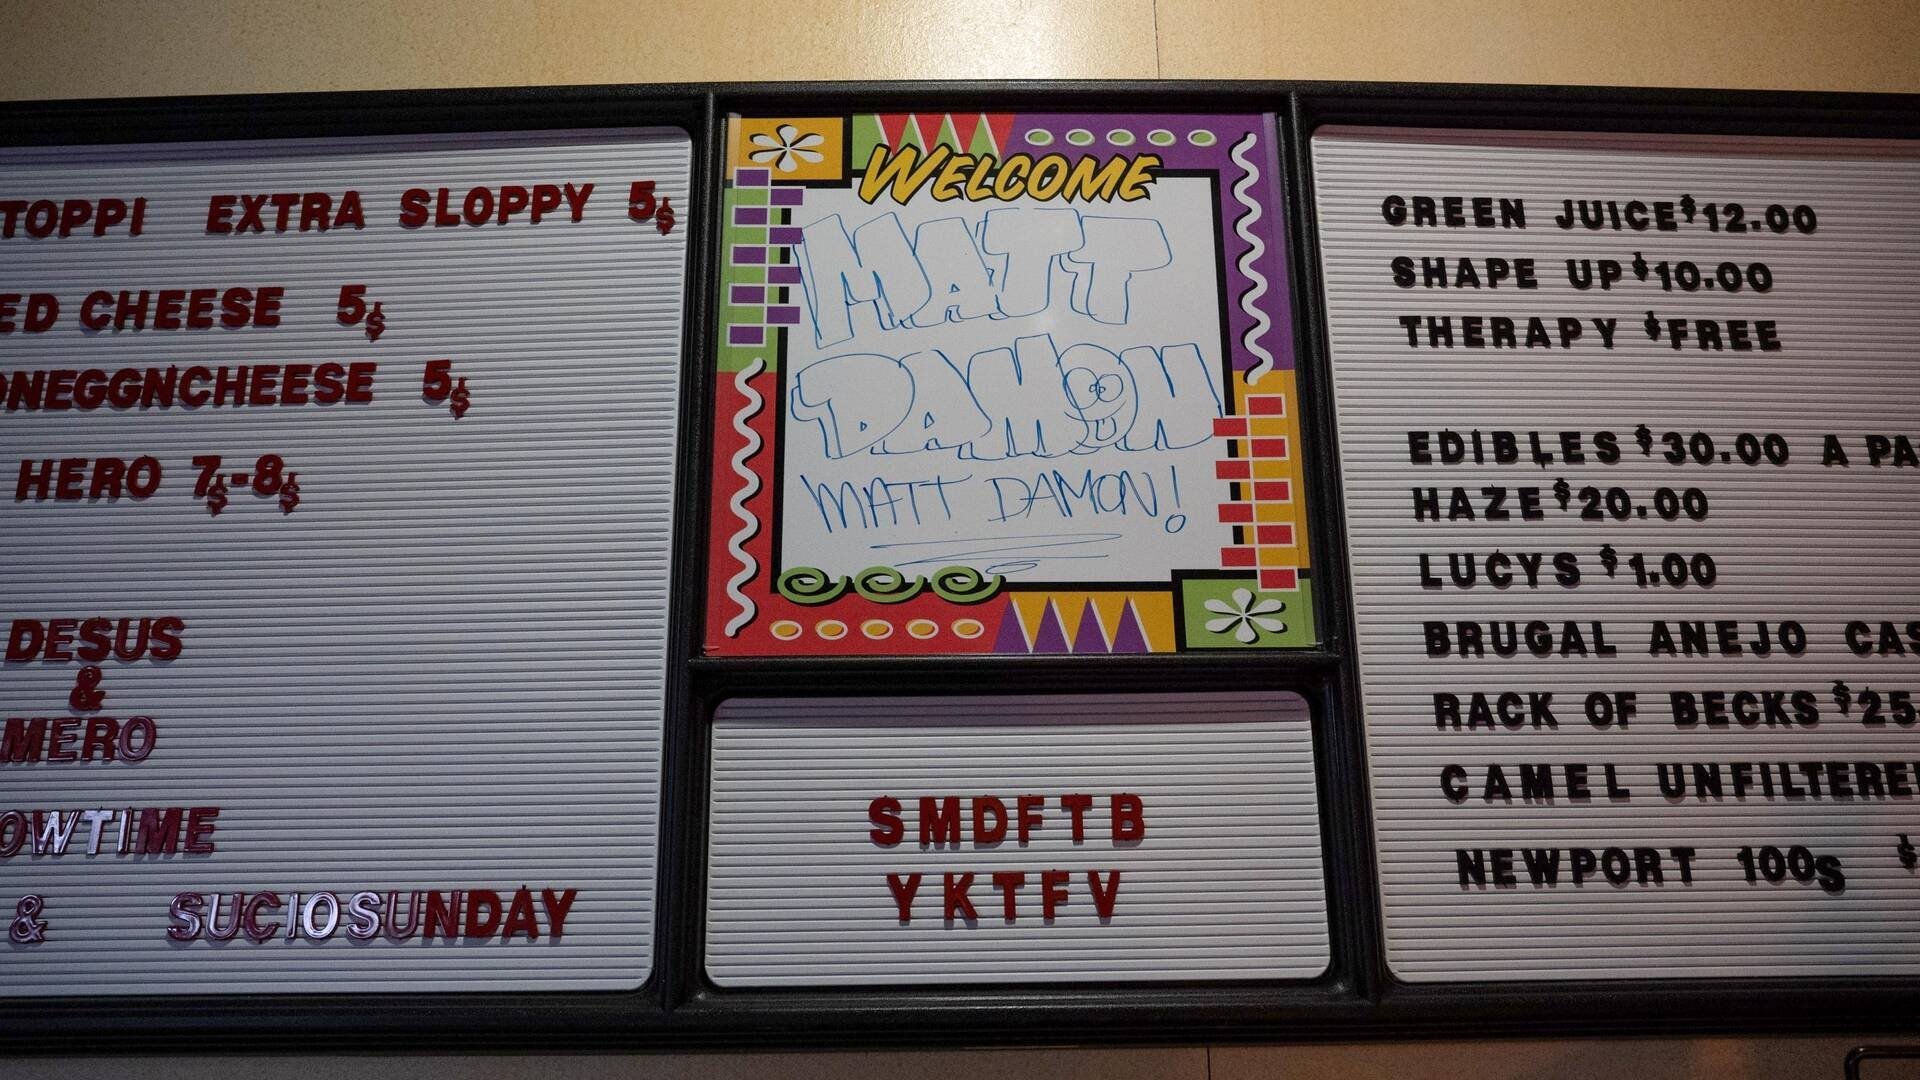 TOPPI EXTRA SLOPPY 5$
ED CHEESE 5$
NEGGNCHEESE 5$
HERO 7$-8$
DESUS
&
MERO
OWTIME
& SUCIOSUNDAY
WELCOME
MATT
DAMON
MATT DAMON!
SMDFTB
YKTFV
GREEN JUICE $12.00
SHAPE UP $10.00
THERAPY $FREE
EDIBLES $30.00 A PA
HAZE $20.00
LUCYS $1.00
BRUGAL ANEJO CAS
RACK OF BECKS $25
CAMEL UNFILTERE
NEWPORT 100s $